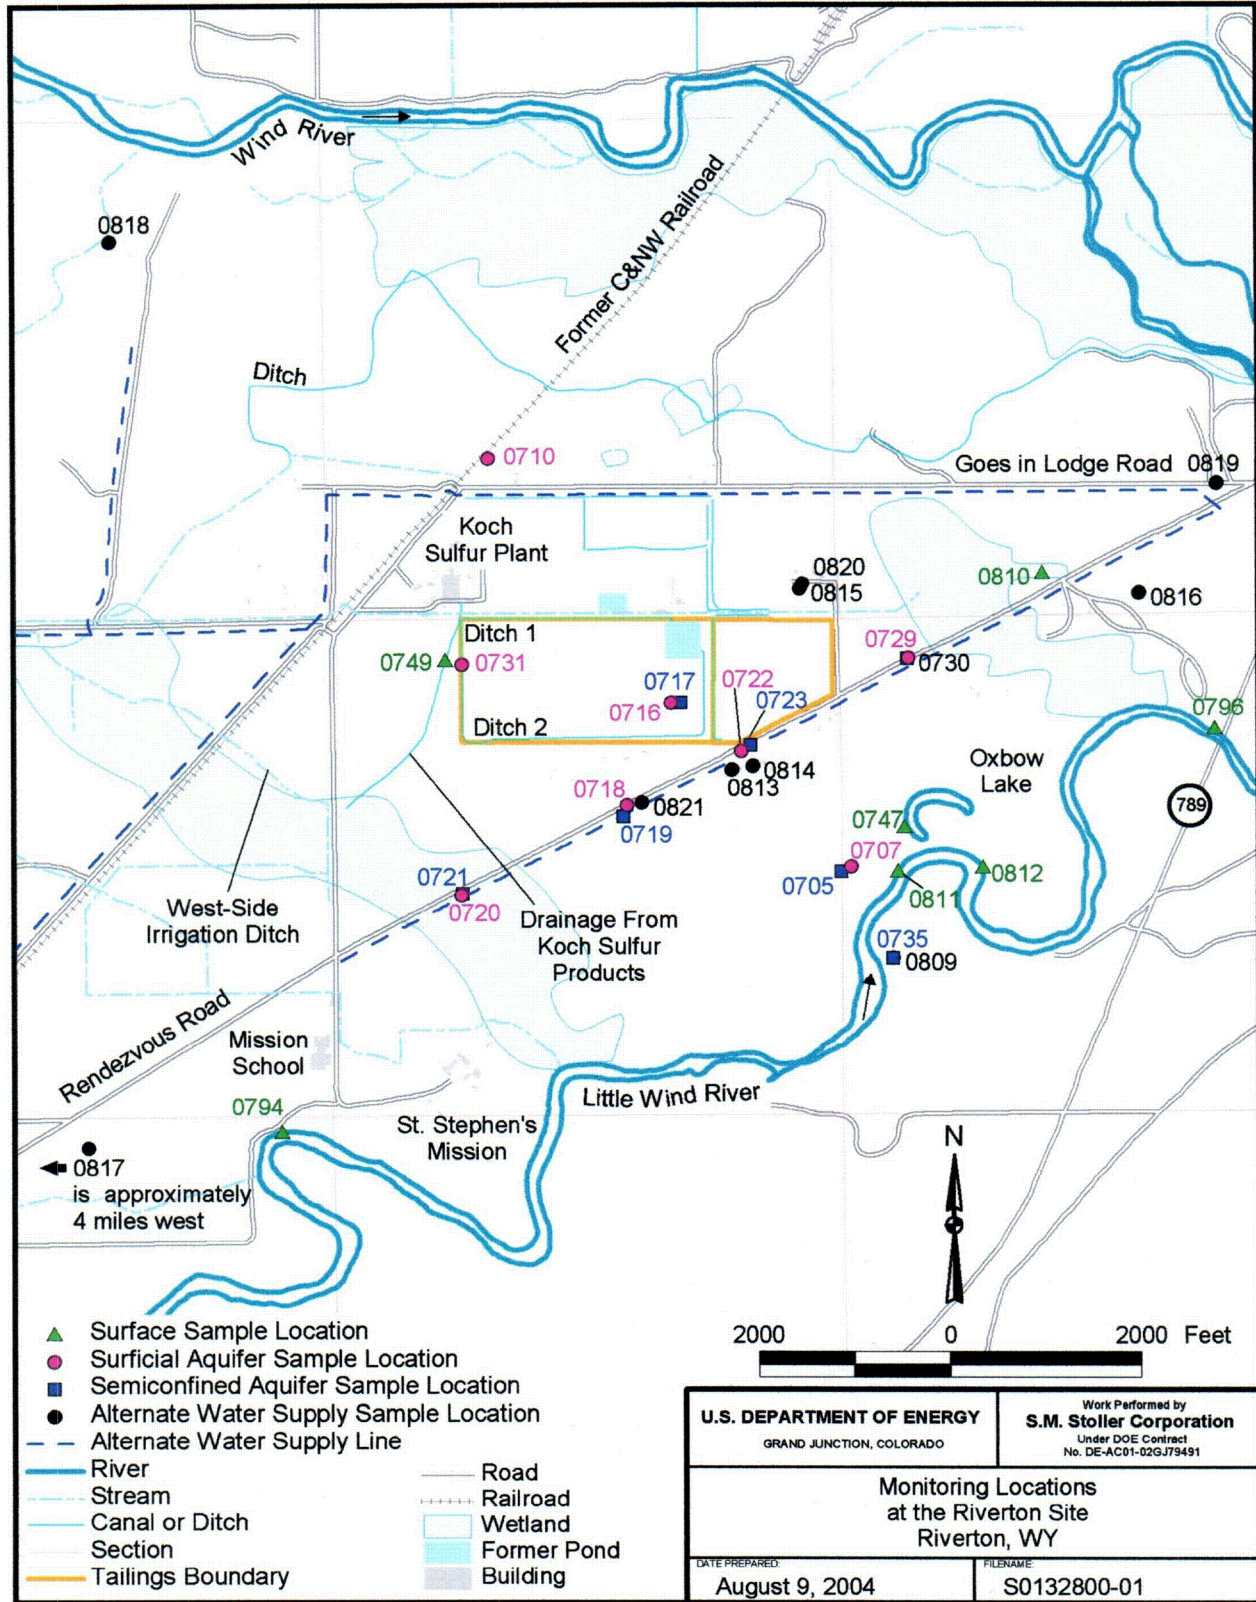 Wind River
0818
Former C&NW Railroad
Ditch
0710
Goes in Lodge Road 0819
Koch
Sulfur Plant
0820
0815
0810
0816
Ditch 1
0749
0731
0729
0730
0717
0722
0716
0723
Ditch 2
0796
Oxbow
Lake
0814
0813
789
0718
0821
0719
0747
0707
0705
0812
0811
0721
0720
West-Side
Irrigation Ditch
Drainage From
Koch Sulfur
Products
0735
0809
Rendezvous Road
Mission
School
Little Wind River
0794
St. Stephen's
Mission
N
0817
is approximately
4 miles west
2000 0 2000 Feet
Surface Sample Location
Surficial Aquifer Sample Location
Semiconfined Aquifer Sample Location
Alternate Water Supply Sample Location
Alternate Water Supply Line
River
Stream
Canal or Ditch
Section
Tailings Boundary
Road
Railroad
Wetland
Former Pond
Building
U.S. DEPARTMENT OF ENERGY
GRAND JUNCTION, COLORADO
Work Performed by
S.M. Stoller Corporation
Under DOE Contract
No. DE-AC01-02GJ79491
Monitoring Locations
at the Riverton Site
Riverton, WY
DATE PREPARED:
August 9, 2004
FILENAME:
S0132800-01